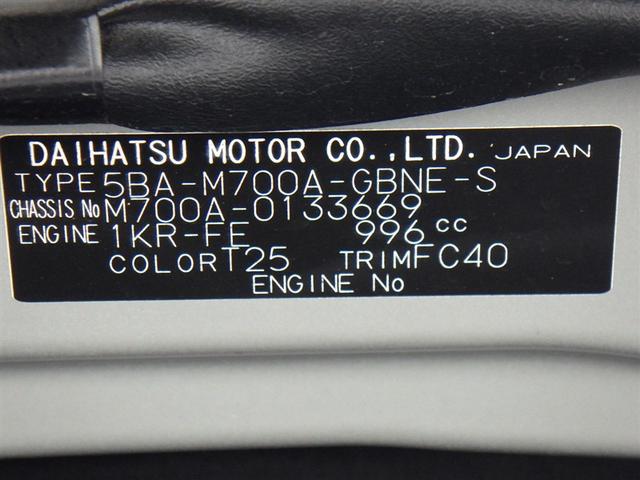 DAIHATSU MOTOR CO.,LTD. JAPAN
TYPE 5BA-M700A-GBNE-S
CHASSIS No M700A-0133669
ENGINE 1KR-FE 996 cc
COLOR T25 TRIM FC40
ENGINE No